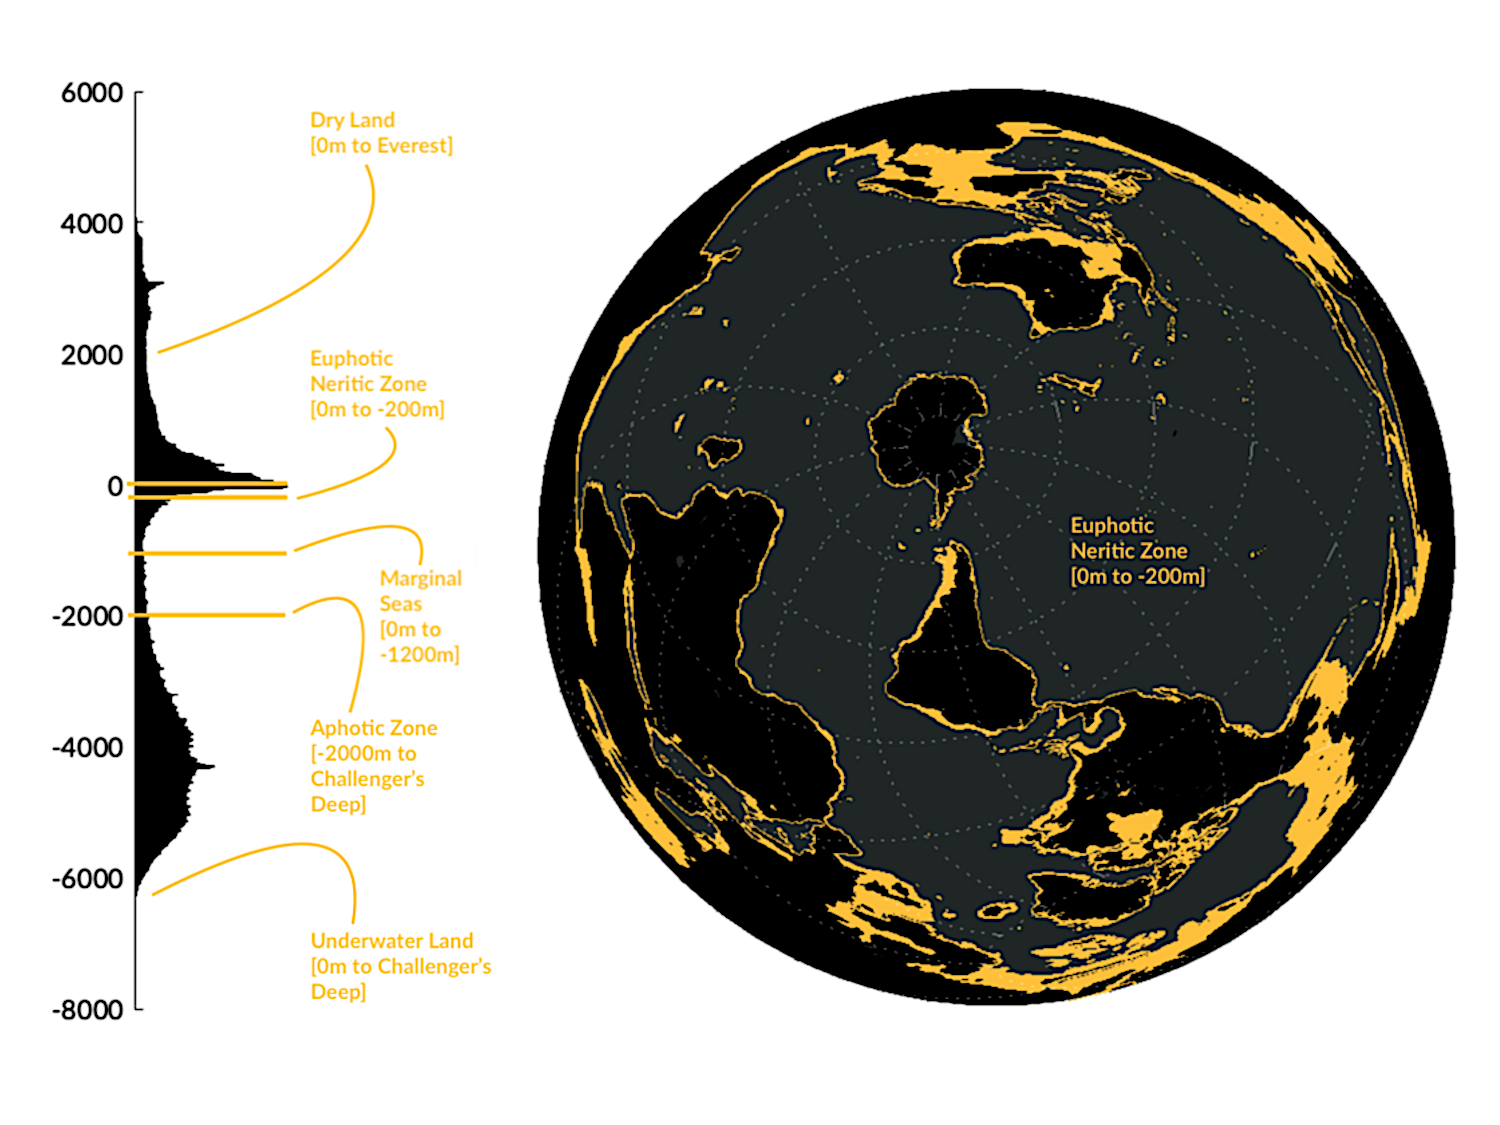 6000
Dry Land
[0m to Everest]
4000
2000
Euphotic
Neritic Zone
[0m to -200m]
0
Euphotic
Neritic Zone
[0m to -200m]
Marginal
Seas
[0m to
-1200m]
-2000
Aphotic Zone
[-2000m to
Challenger's
Deep]
-4000
-6000
Underwater Land
[0m to Challenger's
Deep]
-8000